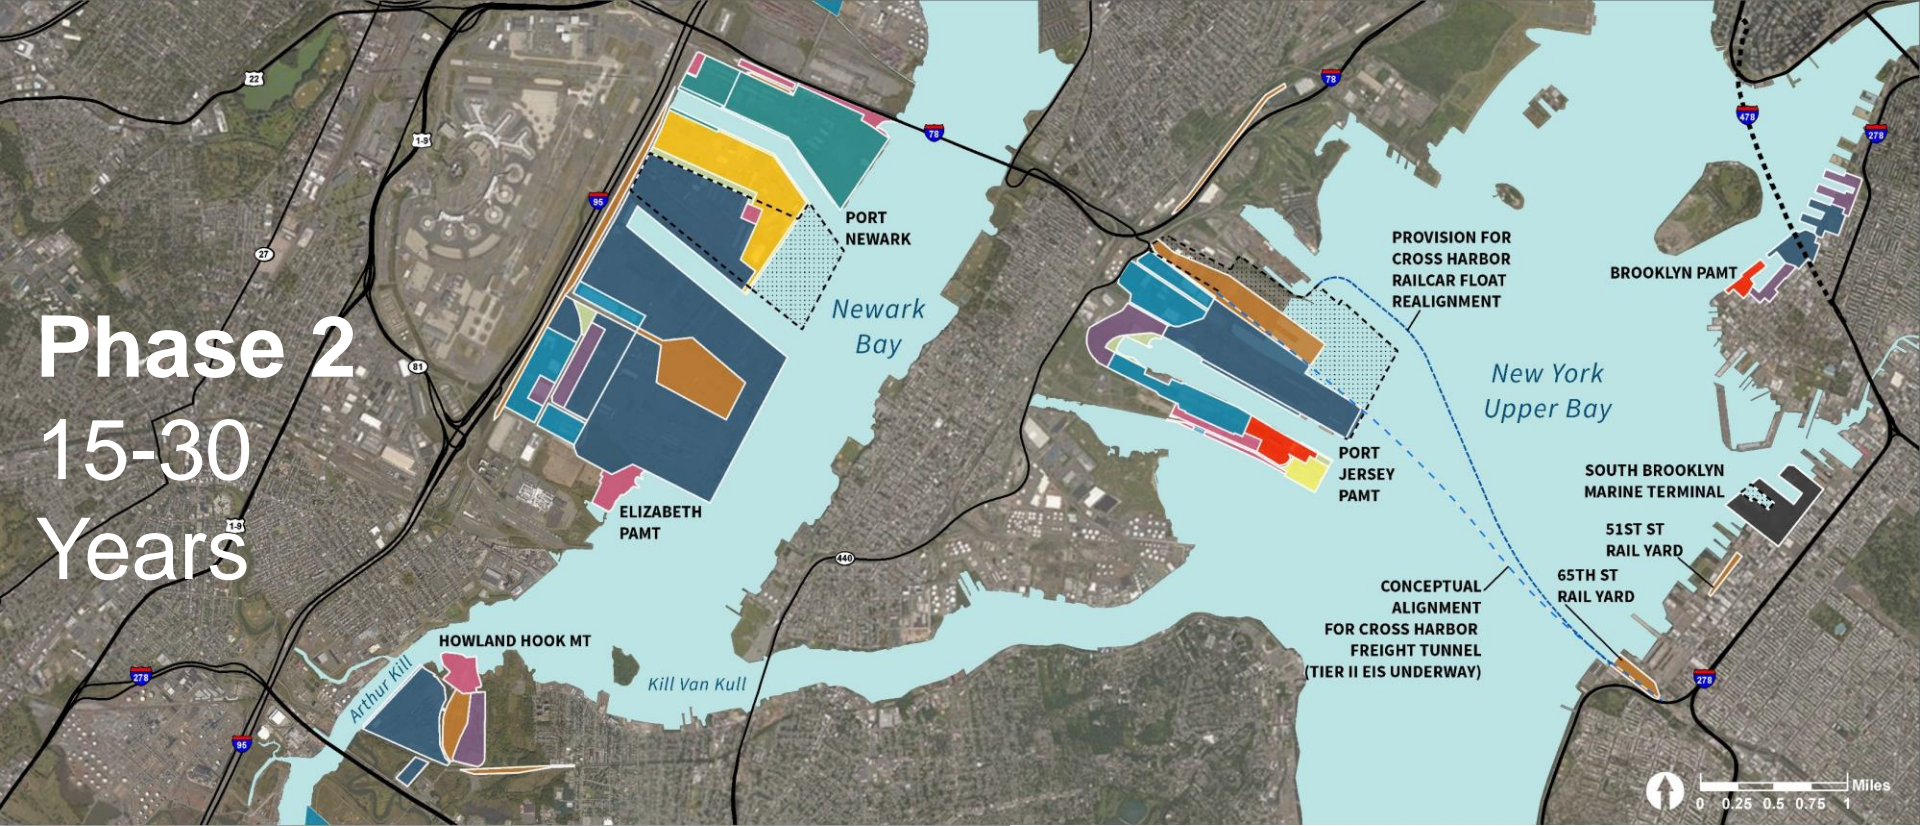 Phase 2
15-30
Years
22
1-9
27
95
81
1-9
278
95
78
78
478
278
440
278
PORT
NEWARK
Newark
Bay
ELIZABETH
PAMT
HOWLAND HOOK MT
Arthur Kill
Kill Van Kull
PROVISION FOR
CROSS HARBOR
RAILCAR FLOAT
REALIGNMENT
New York
Upper Bay
BROOKLYN PAMT
PORT
JERSEY
PAMT
SOUTH BROOKLYN
MARINE TERMINAL
51ST ST
RAIL YARD
65TH ST
RAIL YARD
CONCEPTUAL
ALIGNMENT
FOR CROSS HARBOR
FREIGHT TUNNEL
(TIER II EIS UNDERWAY)
Miles
0 0.25 0.5 0.75 1